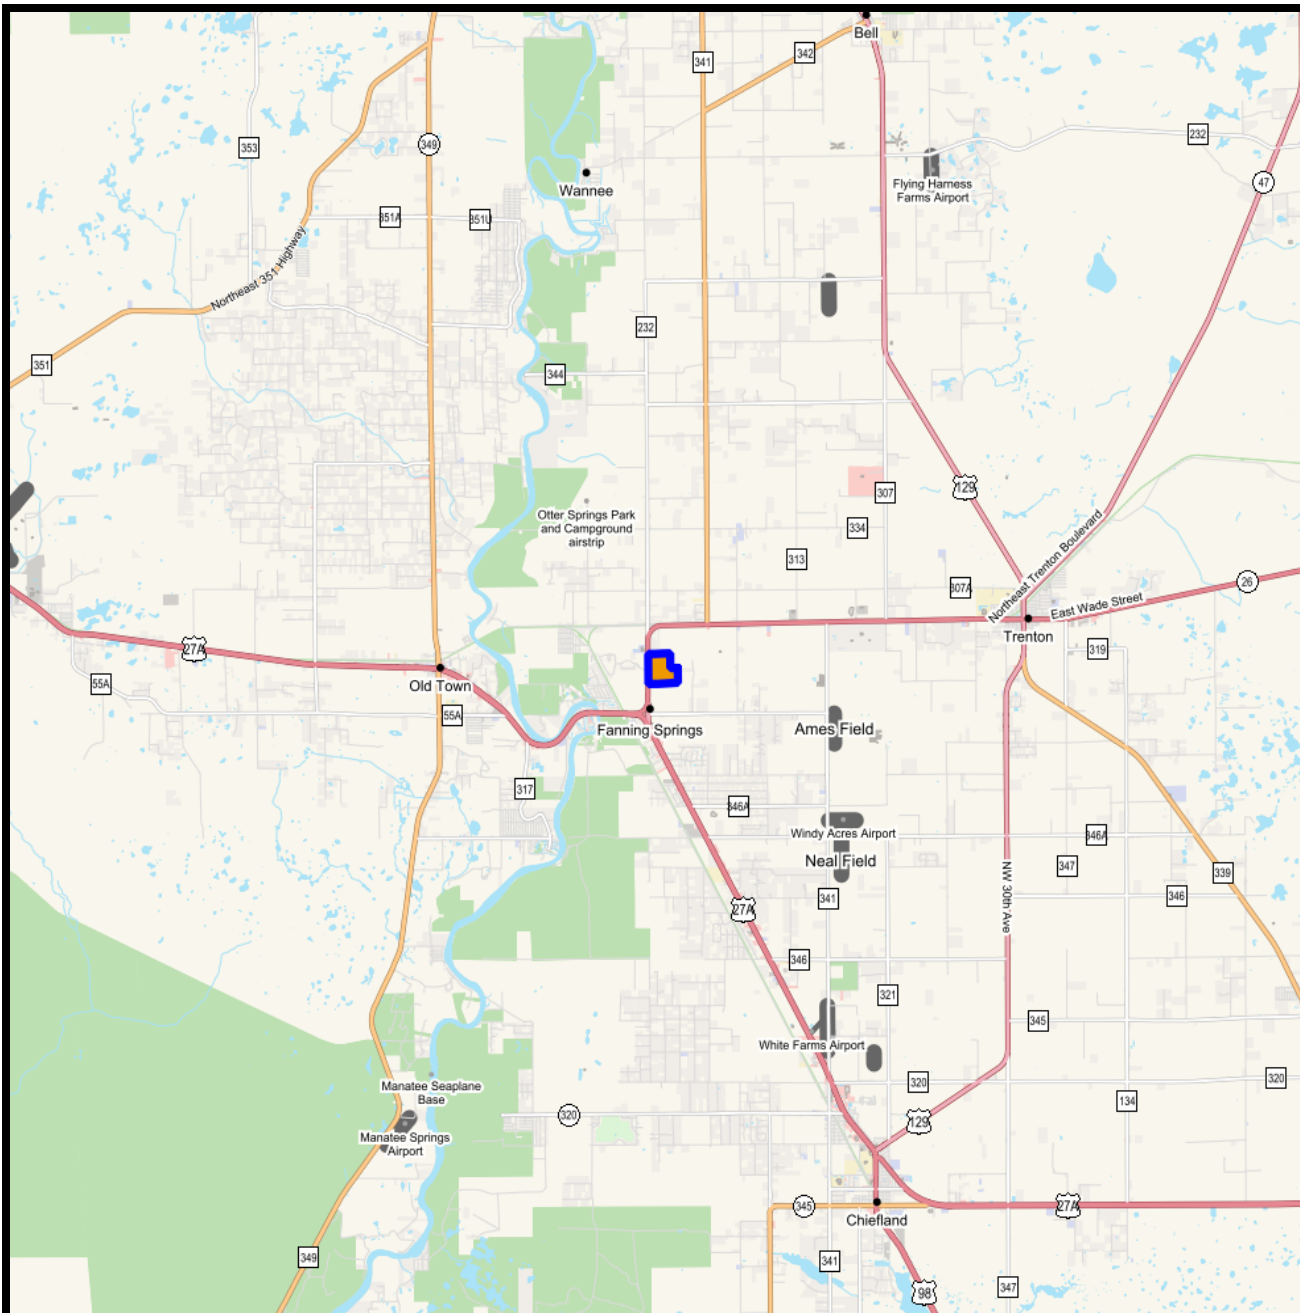 Bell
341
342
353
349
232
Wannee
Flying Harness
Farms Airport
47
351A
351U
Northeast 351 Highway
232
351
344
307
129
Otter Springs Park
and Campground
airstrip
334
313
307A
Northeast Trenton Boulevard
26
East Wade Street
Trenton
27A
319
55A
Old Town
55A
Fanning Springs
Ames Field
317
346A
Windy Acres Airport
346A
Neal Field
347
339
NW 30th Ave
341
346
27A
346
321
345
White Farms Airport
320
320
Manatee Seaplane
Base
134
320
129
Manatee Springs
Airport
345
27A
Chiefland
349
341
347
98